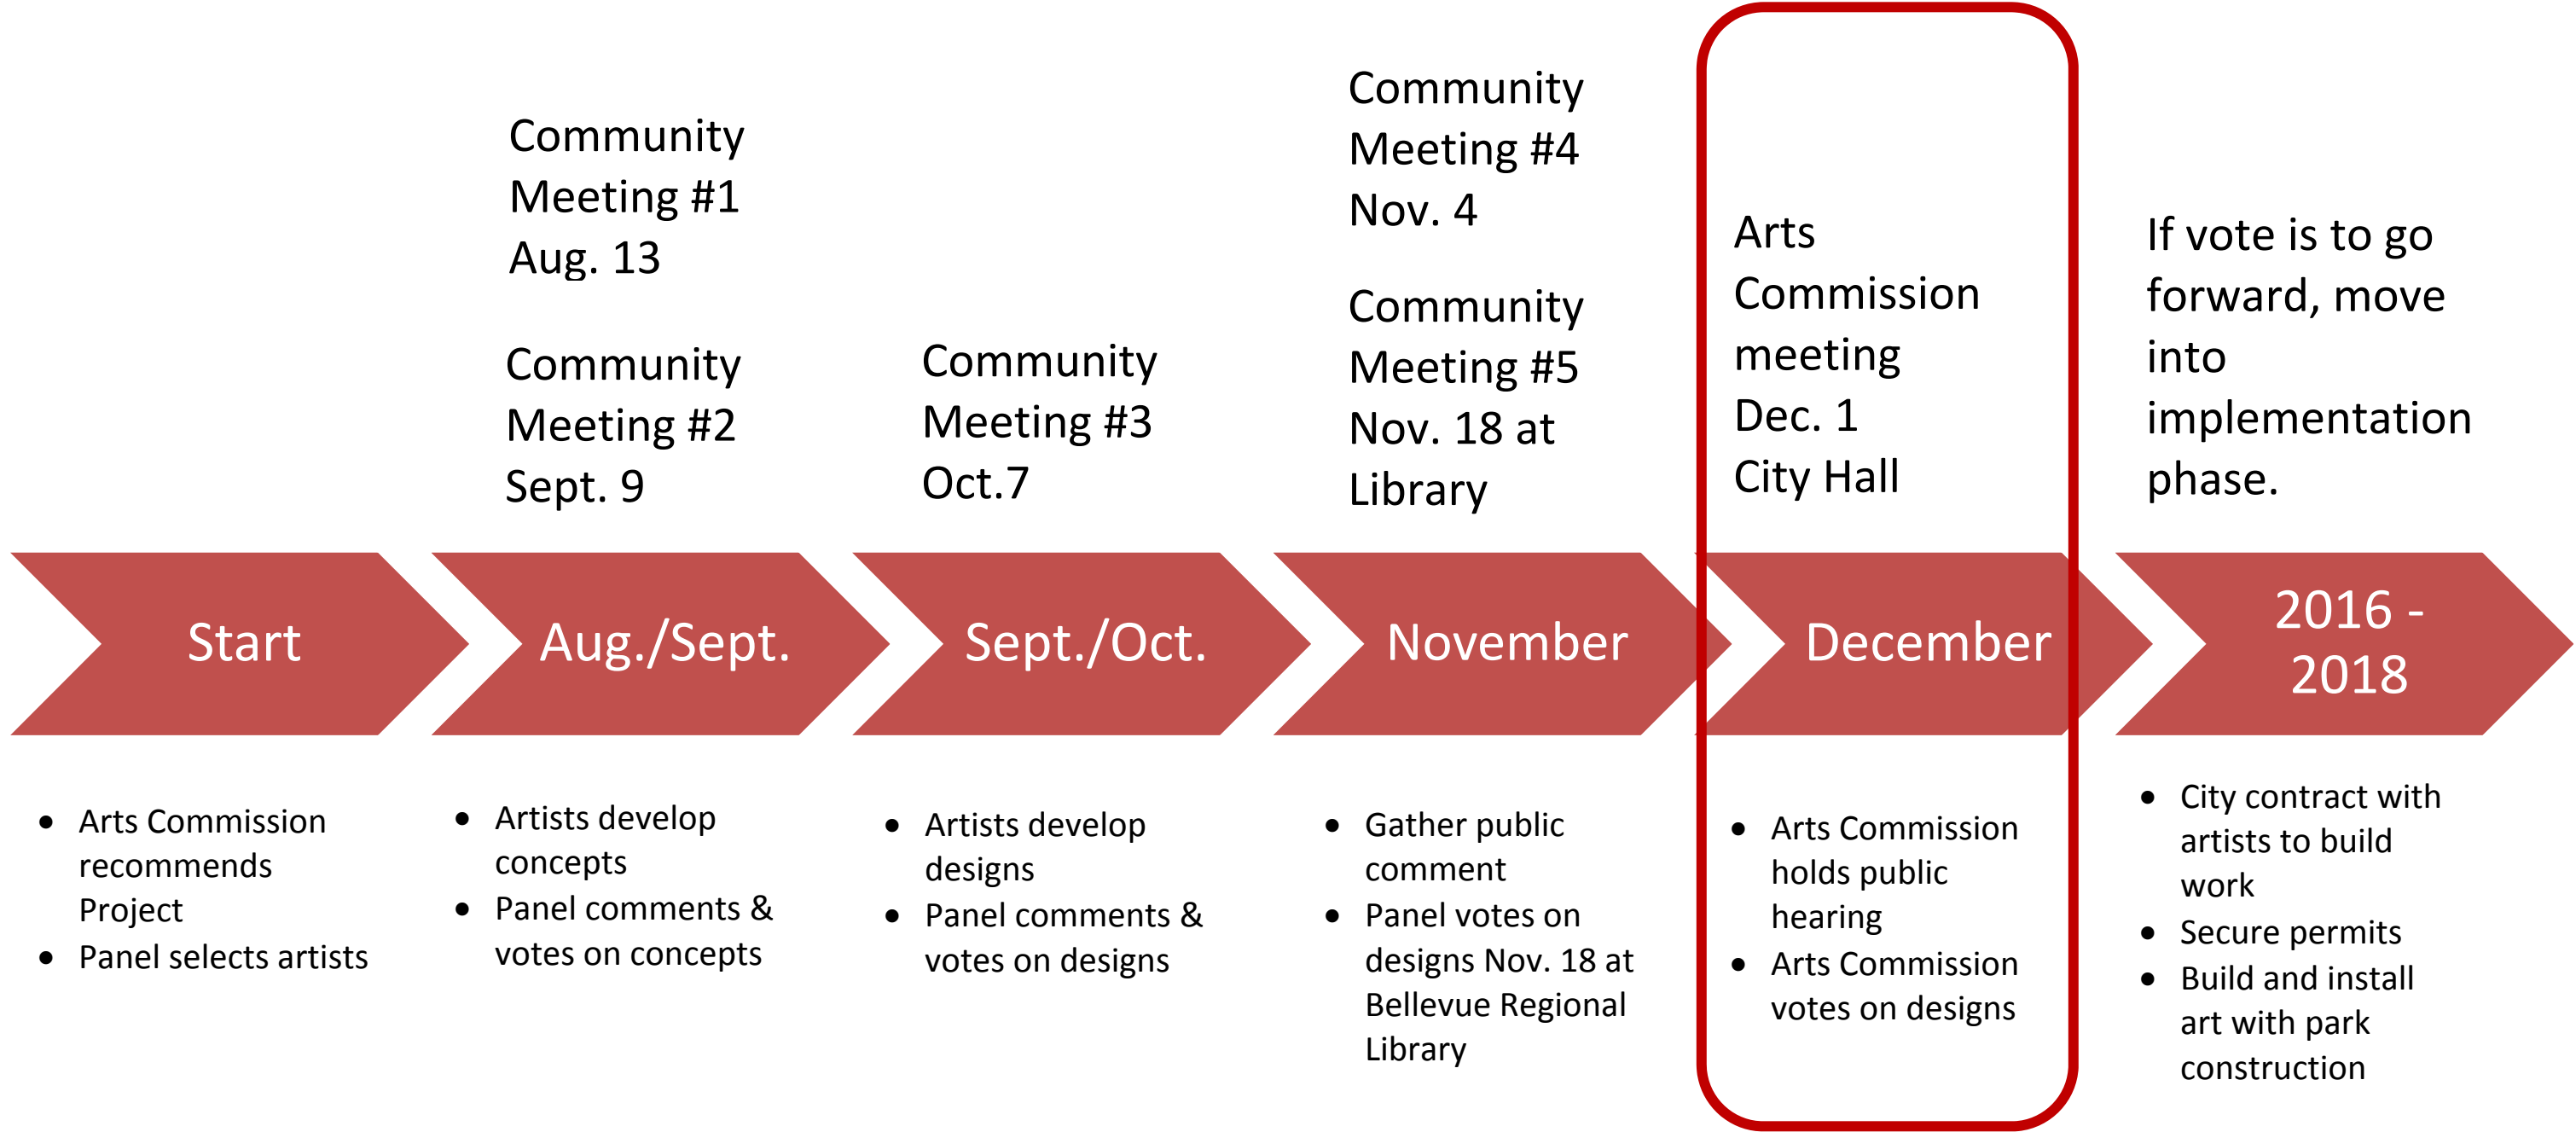 Community
Meeting #1
Aug. 13
Community
Meeting #2
Sept. 9
Community
Meeting #3
Oct.7
Community
Meeting #4
Nov. 4
Community
Meeting #5
Nov. 18 at
Library
Arts
Commission
meeting
Dec. 1
City Hall
If vote is to go
forward, move
into
implementation
phase.
Start
Aug./Sept.
Sept./Oct.
November
December
2016 -
2018
• Arts Commission
recommends
Project
• Panel selects artists
• Artists develop
concepts
• Panel comments &
votes on concepts
• Artists develop
designs
• Panel comments &
votes on designs
• Gather public
comment
• Panel votes on
designs Nov. 18 at
Bellevue Regional
Library
• Arts Commission
holds public
hearing
• Arts Commission
votes on designs
• City contract with
artists to build
work
• Secure permits
• Build and install
art with park
construction